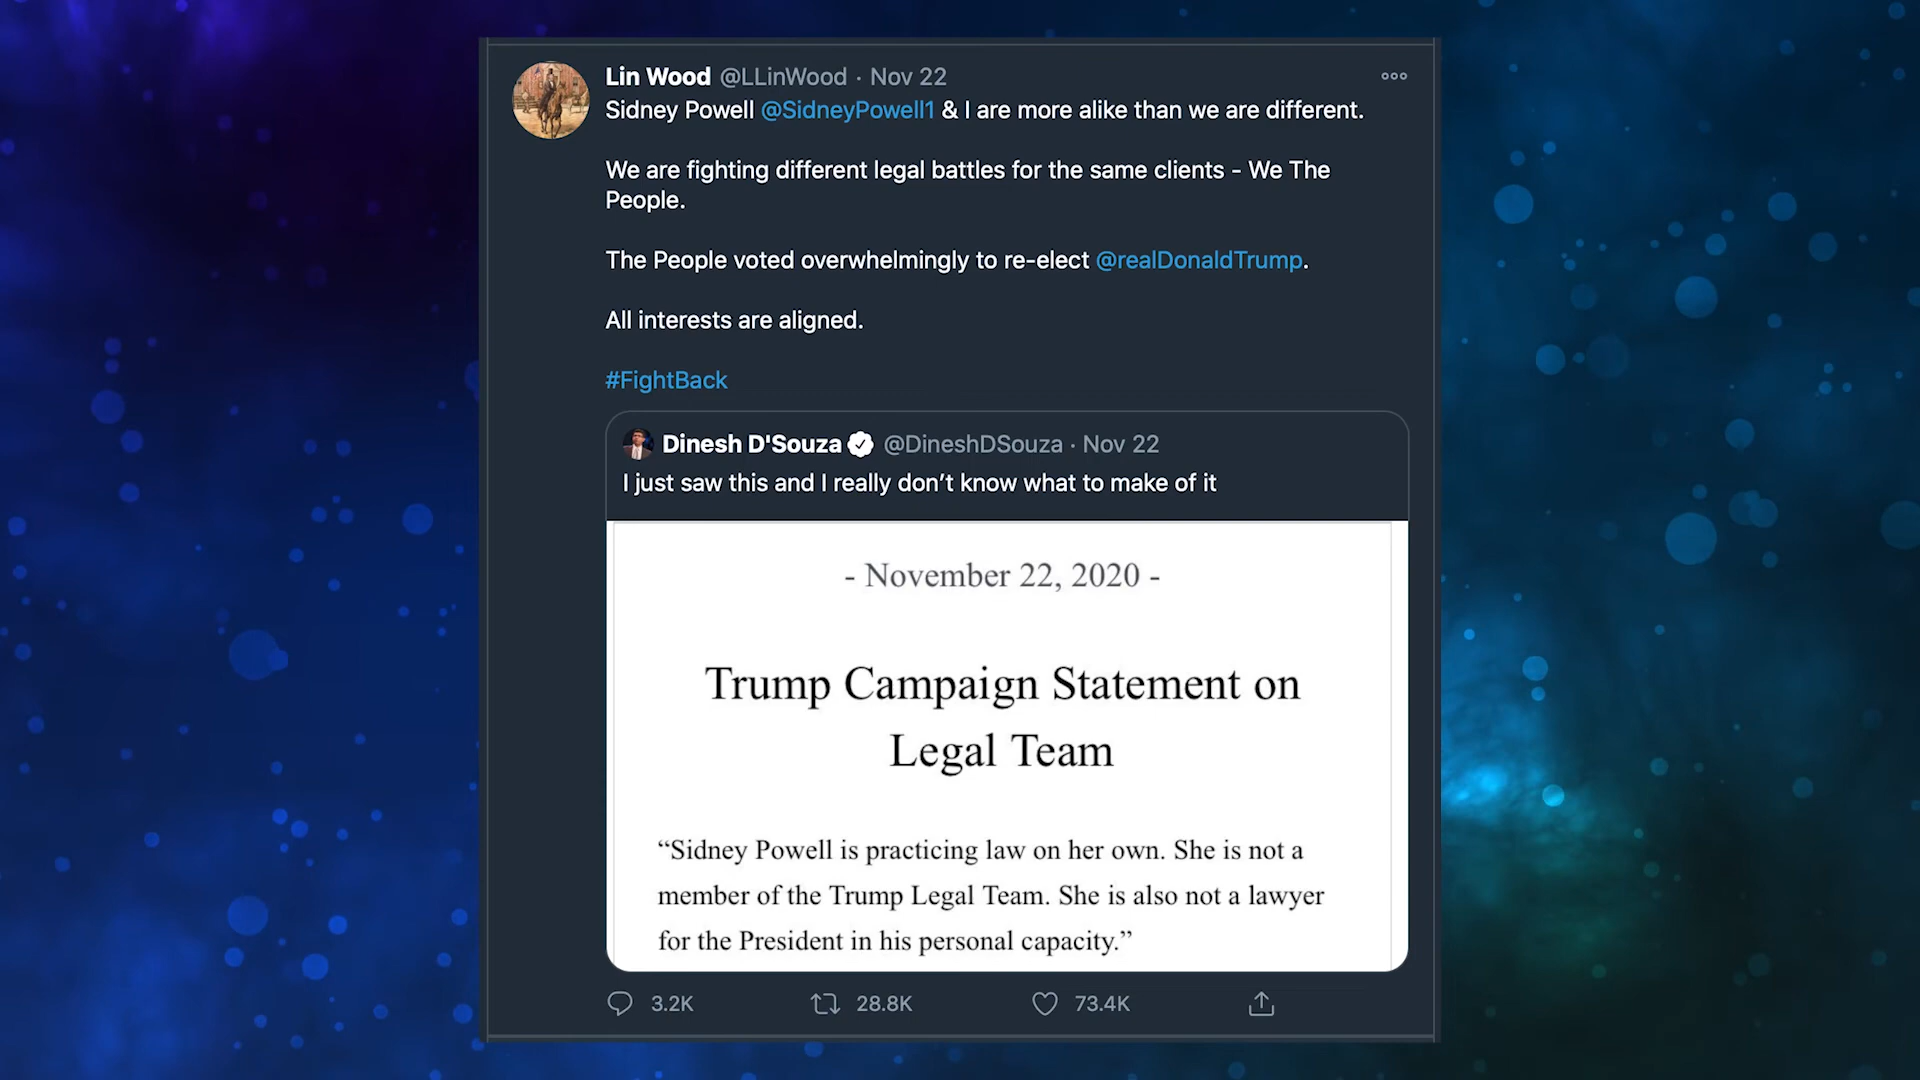 Lin Wood @LLinWood · Nov 22
Sidney Powell @SidneyPowell1 & I are more alike than we are different.
We are fighting different legal battles for the same clients - We The
People.
The People voted overwhelmingly to re-elect @realDonaldTrump.
All interests are aligned.
#FightBack
Dinesh D'Souza @DineshDSouza · Nov 22
I just saw this and I really don’t know what to make of it
- November 22, 2020 -
Trump Campaign Statement on
Legal Team
“Sidney Powell is practicing law on her own. She is not a
member of the Trump Legal Team. She is also not a lawyer
for the President in his personal capacity.”
3.2K 28.8K 73.4K